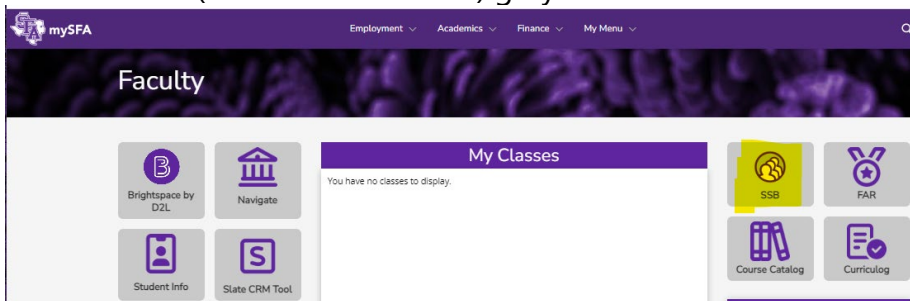 mySFA
Employment
Academics
Finance
My Menu
Faculty
Brightspace by
D2L
Navigate
Student Info
Slate CRM Tool
My Classes
You have no classes to display.
SSB
FAR
Course Catalog
Curriculog